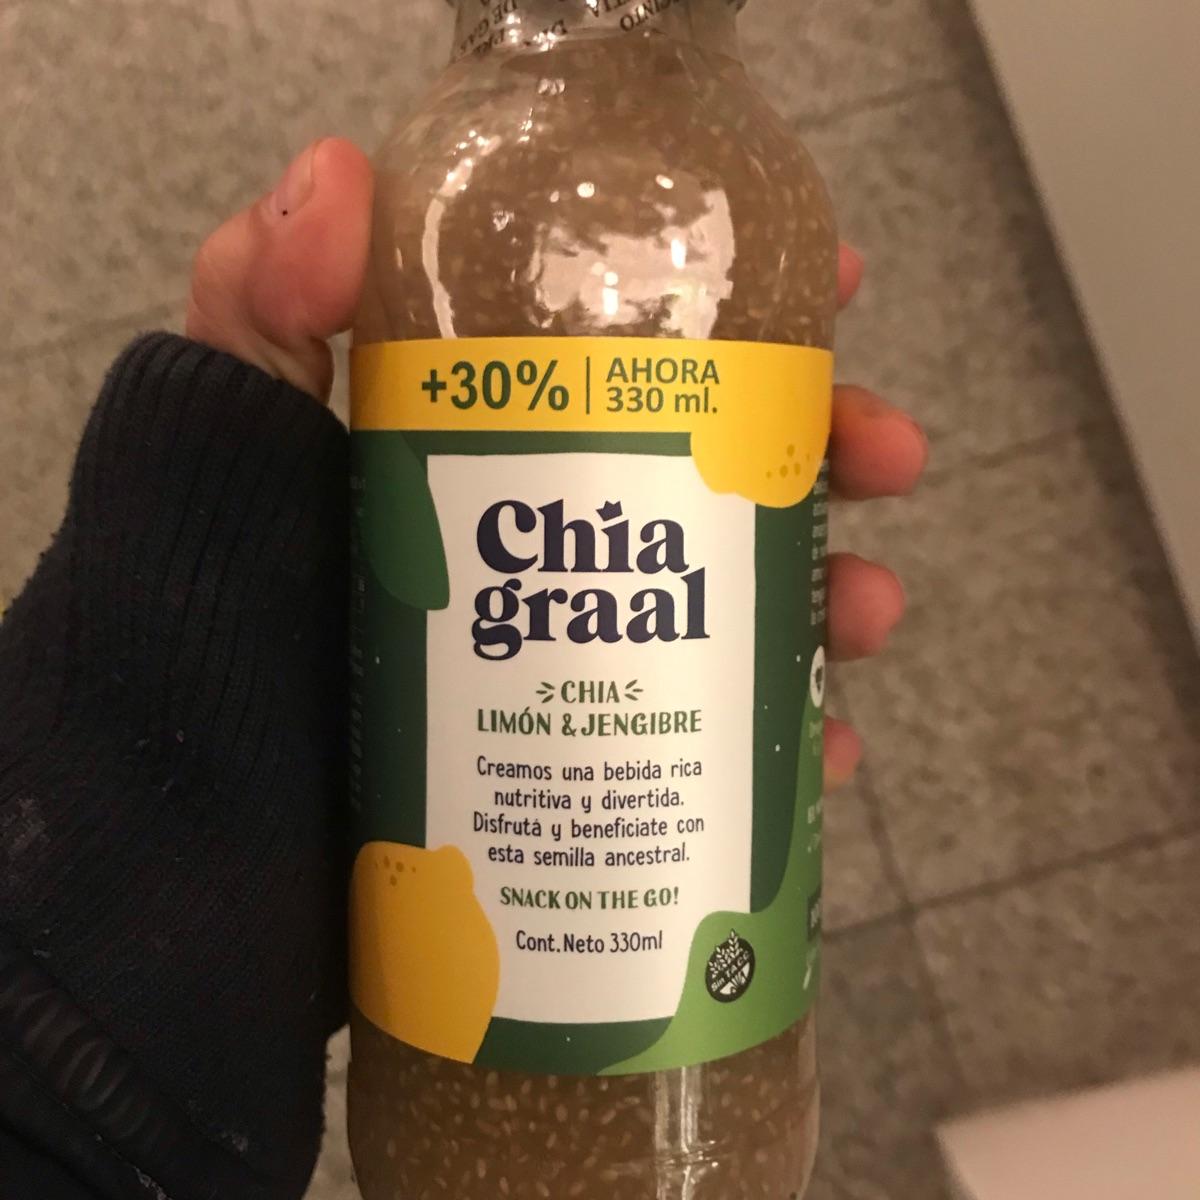 +30% AHORA
330 ml.
Chia
graal
CHIA
LIMÓN & JENGIBRE
Creamos una bebida rica
nutritiva y divertida.
Disfrutá y beneficiate con
esta semilla ancestral.
SNACK ON THE GO!
Cont. Neto 330ml
Sin T.A.C.C